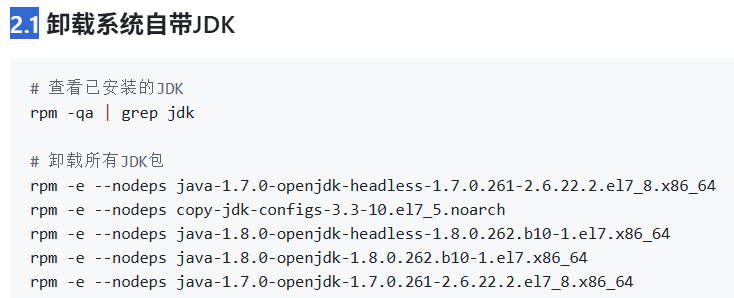 2.1 卸载系统自带JDK
# 查看已安装的JDK
rpm -qa | grep jdk
# 卸载所有JDK包
rpm -e --nodeps java-1.7.0-openjdk-headless-1.7.0.261-2.6.22.2.el7_8.x86_64
rpm -e --nodeps copy-jdk-configs-3.3-10.el7_5.noarch
rpm -e --nodeps java-1.8.0-openjdk-headless-1.8.0.262.b10-1.el7.x86_64
rpm -e --nodeps java-1.8.0-openjdk-1.8.0.262.b10-1.el7.x86_64
rpm -e --nodeps java-1.7.0-openjdk-1.7.0.261-2.6.22.2.el7_8.x86_64